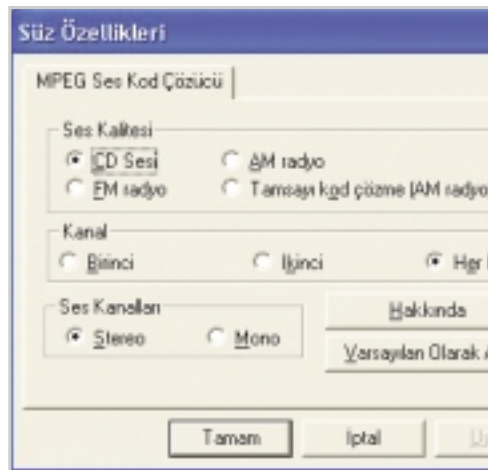 Süz Özellikleri
MPEG Ses Kod Çözücü
Ses Kalitesi
CD Sesi AM radyo
FM radyo Tamsayı kod çözme (AM radyo
Kanal
Birinci İkinci Her
Ses Kanalları
Stereo Mono
Hakkında
Varsayılan Olarak A
Tamam İptal